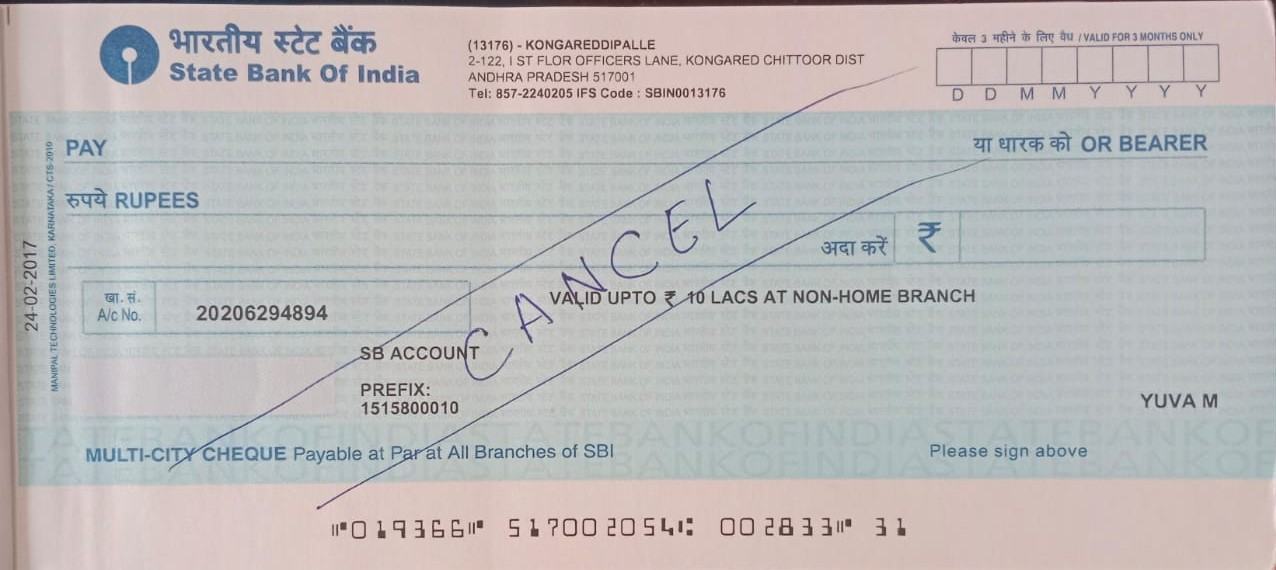 भारतीय स्टेट बैंक
State Bank Of India
(13176) - KONGAREDDIPALLE
2-122, I ST FLOR OFFICERS LANE, KONGARED CHITTOOR DIST
ANDHRA PRADESH 517001
Tel: 857-2240205 IFS Code : SBIN0013176
केवल 3 महीने के लिए वैध / VALID FOR 3 MONTHS ONLY
D D M M Y Y Y Y
PAY
या धारक को OR BEARER
रुपये RUPEES
अदा करें ₹
खा. सं.
A/c No.
20206294894
VALID UPTO ₹ 10 LACS AT NON-HOME BRANCH
CANCEL
SB ACCOUNT
PREFIX:
1515800010
YUVA M
MULTI-CITY CHEQUE Payable at Par at All Branches of SBI
Please sign above
⑈019366⑈ 517002054⑆ 002833⑈ 31
24-02-2017
MANIPAL TECHNOLOGIES LIMITED, KARNATAKA / CTS-2010